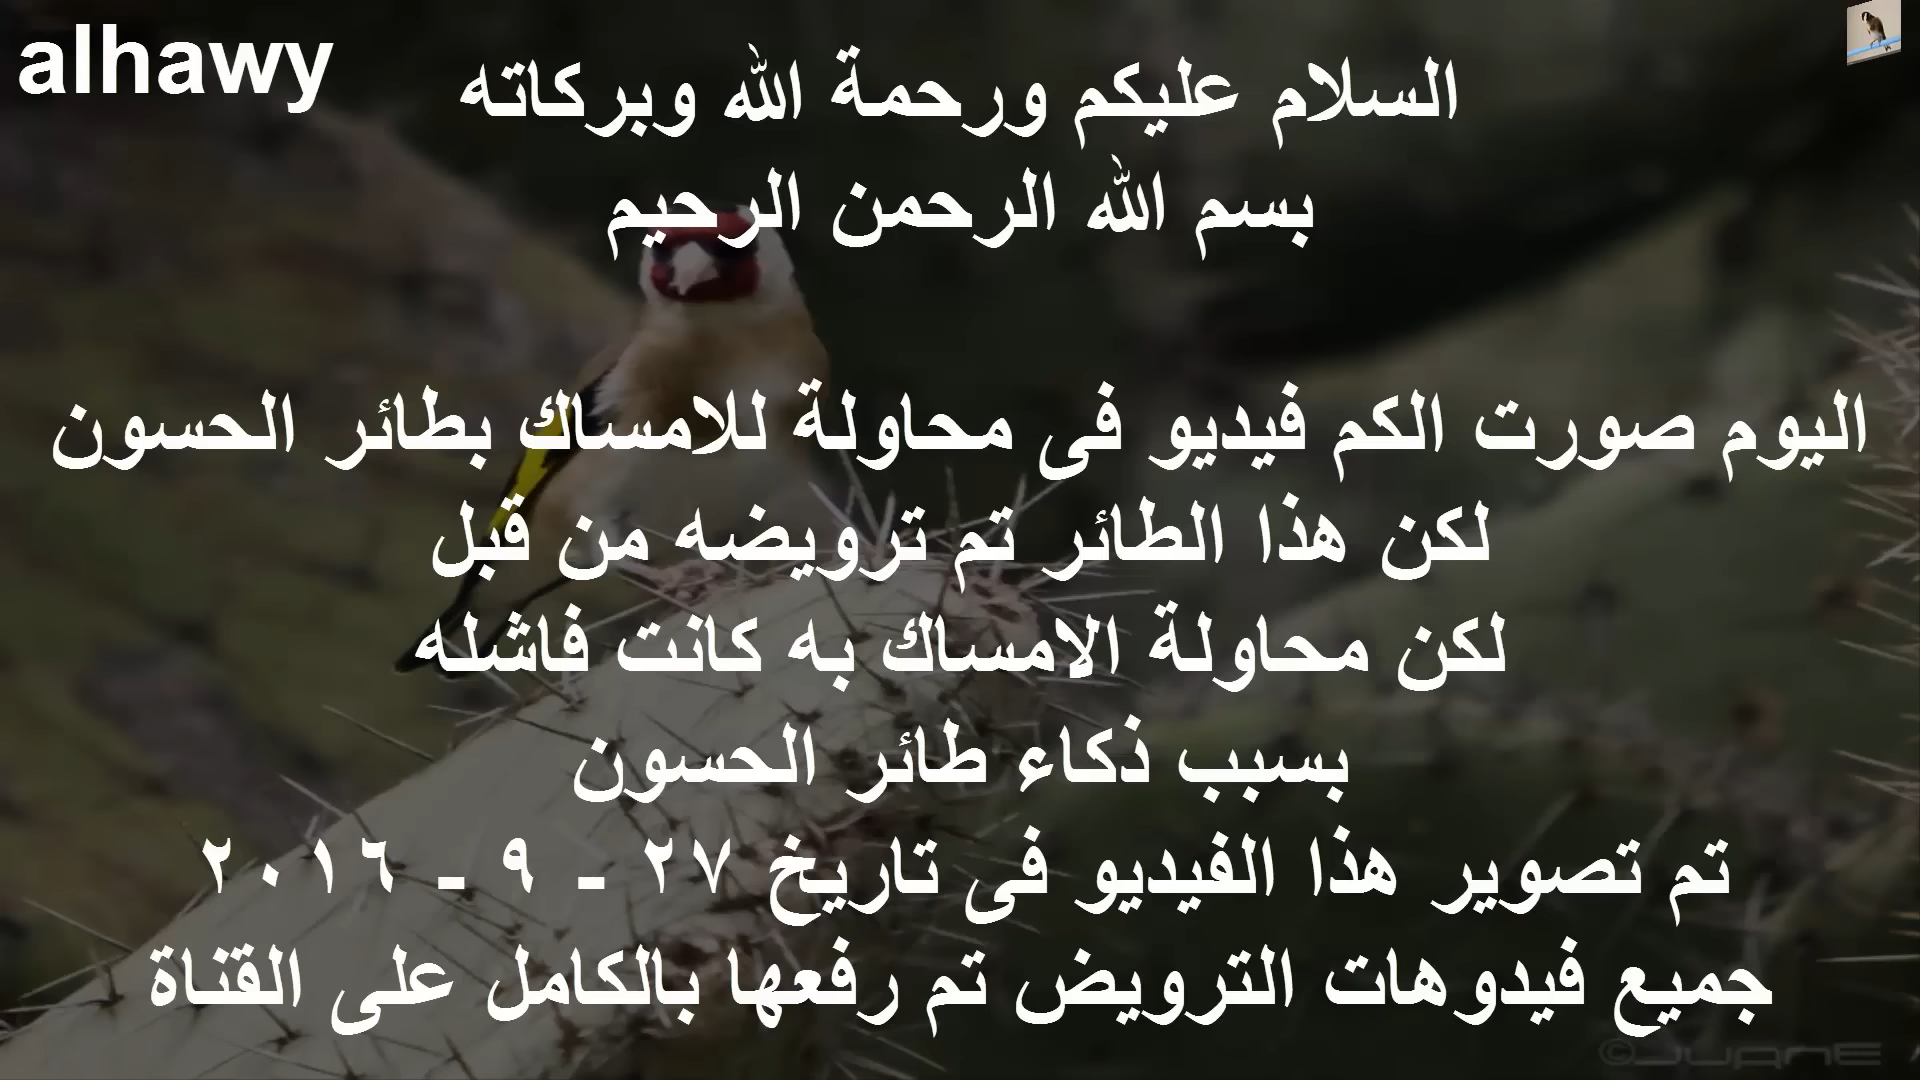 alhawy
السلام عليكم ورحمة الله وبركاته
بسم الله الرحمن الرحيم
اليوم صورت الكم فيديو فى محاولة للامساك بطائر الحسون
لكن هذا الطائر تم ترويضه من قبل
لكن محاولة الامساك به كانت فاشله
بسبب ذكاء طائر الحسون
تم تصوير هذا الفيديو فى تاريخ ٢٧ - ٩ - ٢٠١٦
جميع فيدوهات الترويض تم رفعها بالكامل على القناة
©JUANE